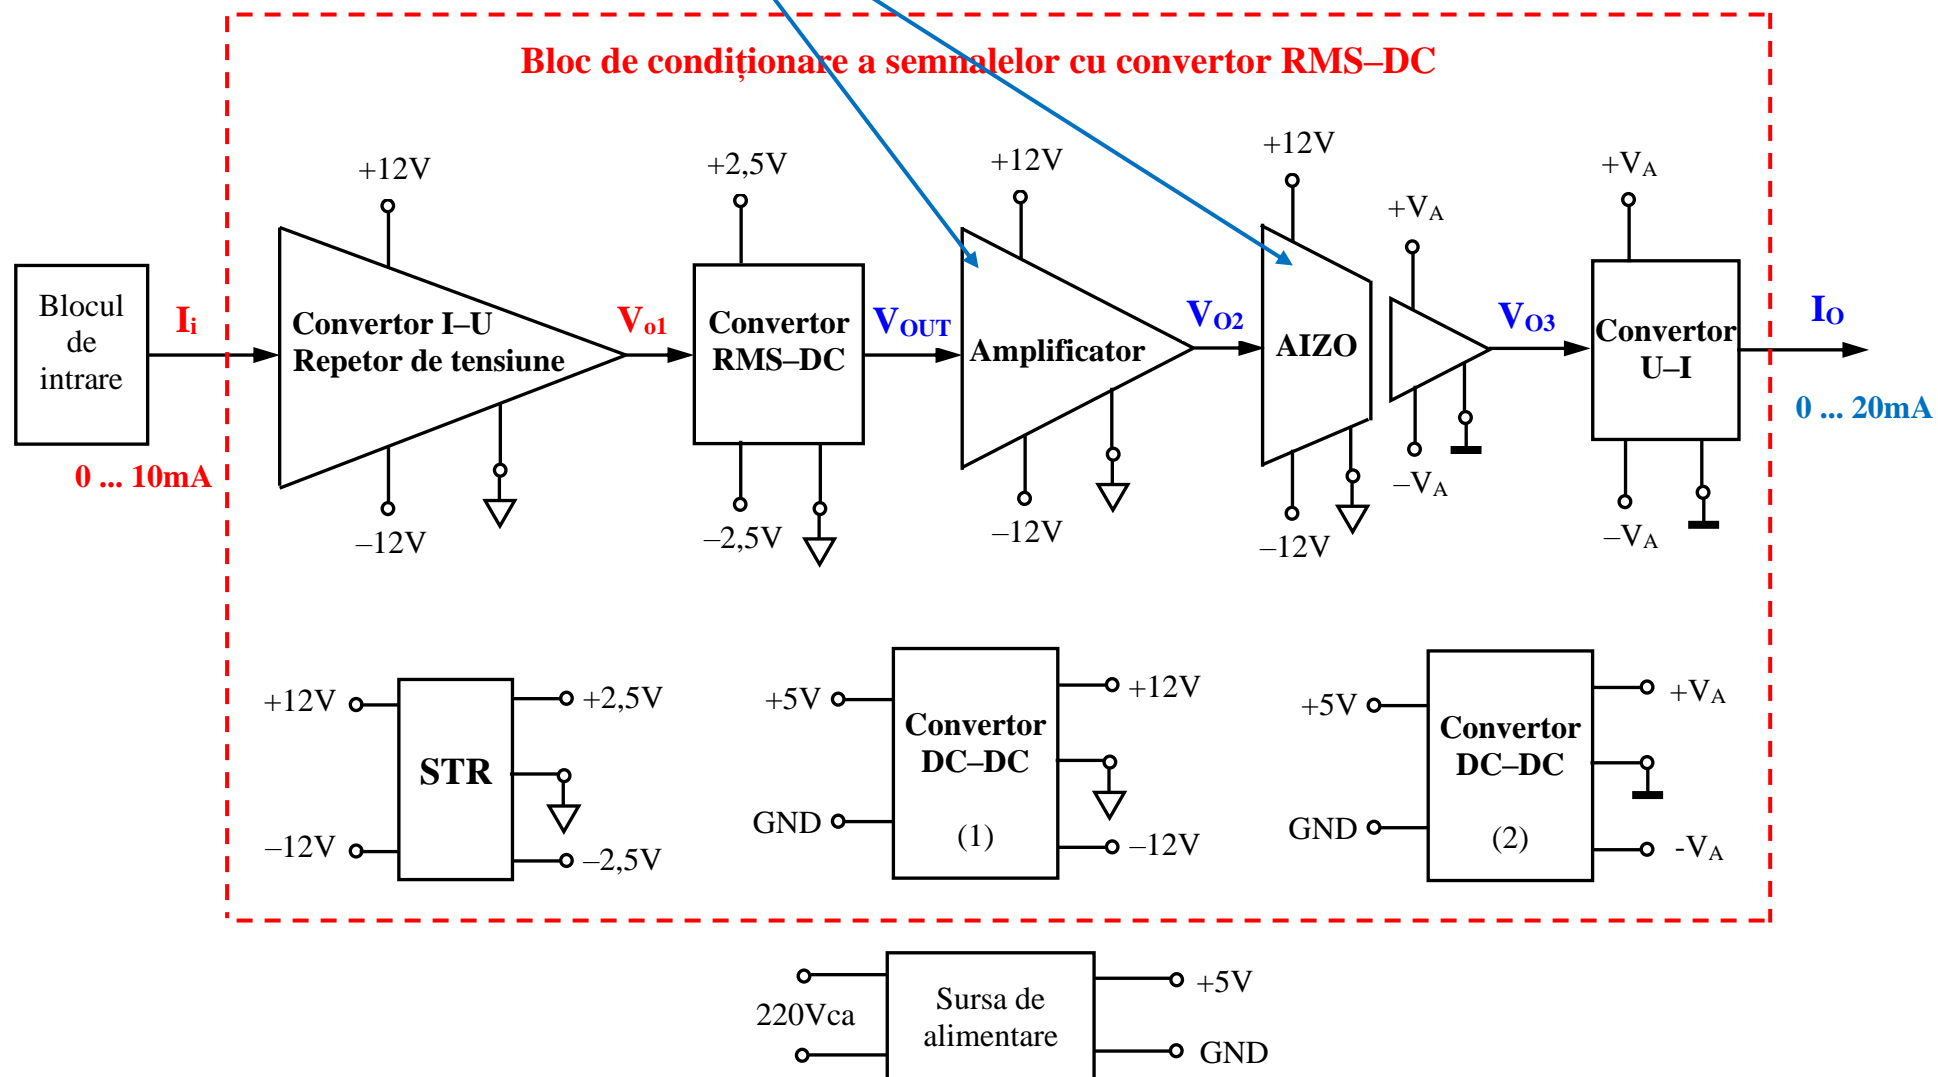 Bloc de condiționare a semnalelor cu convertor RMS–DC
+12V
+2,5V
+12V
+12V
+VA
+VA
Blocul
de
intrare
Ii
0 ... 10mA
Convertor I–U
Repetor de tensiune
Vo1
Convertor
RMS–DC
VOUT
Amplificator
VO2
AIZO
VO3
Convertor
U–I
IO
0 ... 20mA
–12V
–2,5V
–12V
–12V
–VA
–VA
+12V
–12V
STR
+2,5V
–2,5V
+5V
GND
Convertor
DC–DC
(1)
+12V
–12V
+5V
GND
Convertor
DC–DC
(2)
+VA
-VA
220Vca
Sursa de
alimentare
+5V
GND